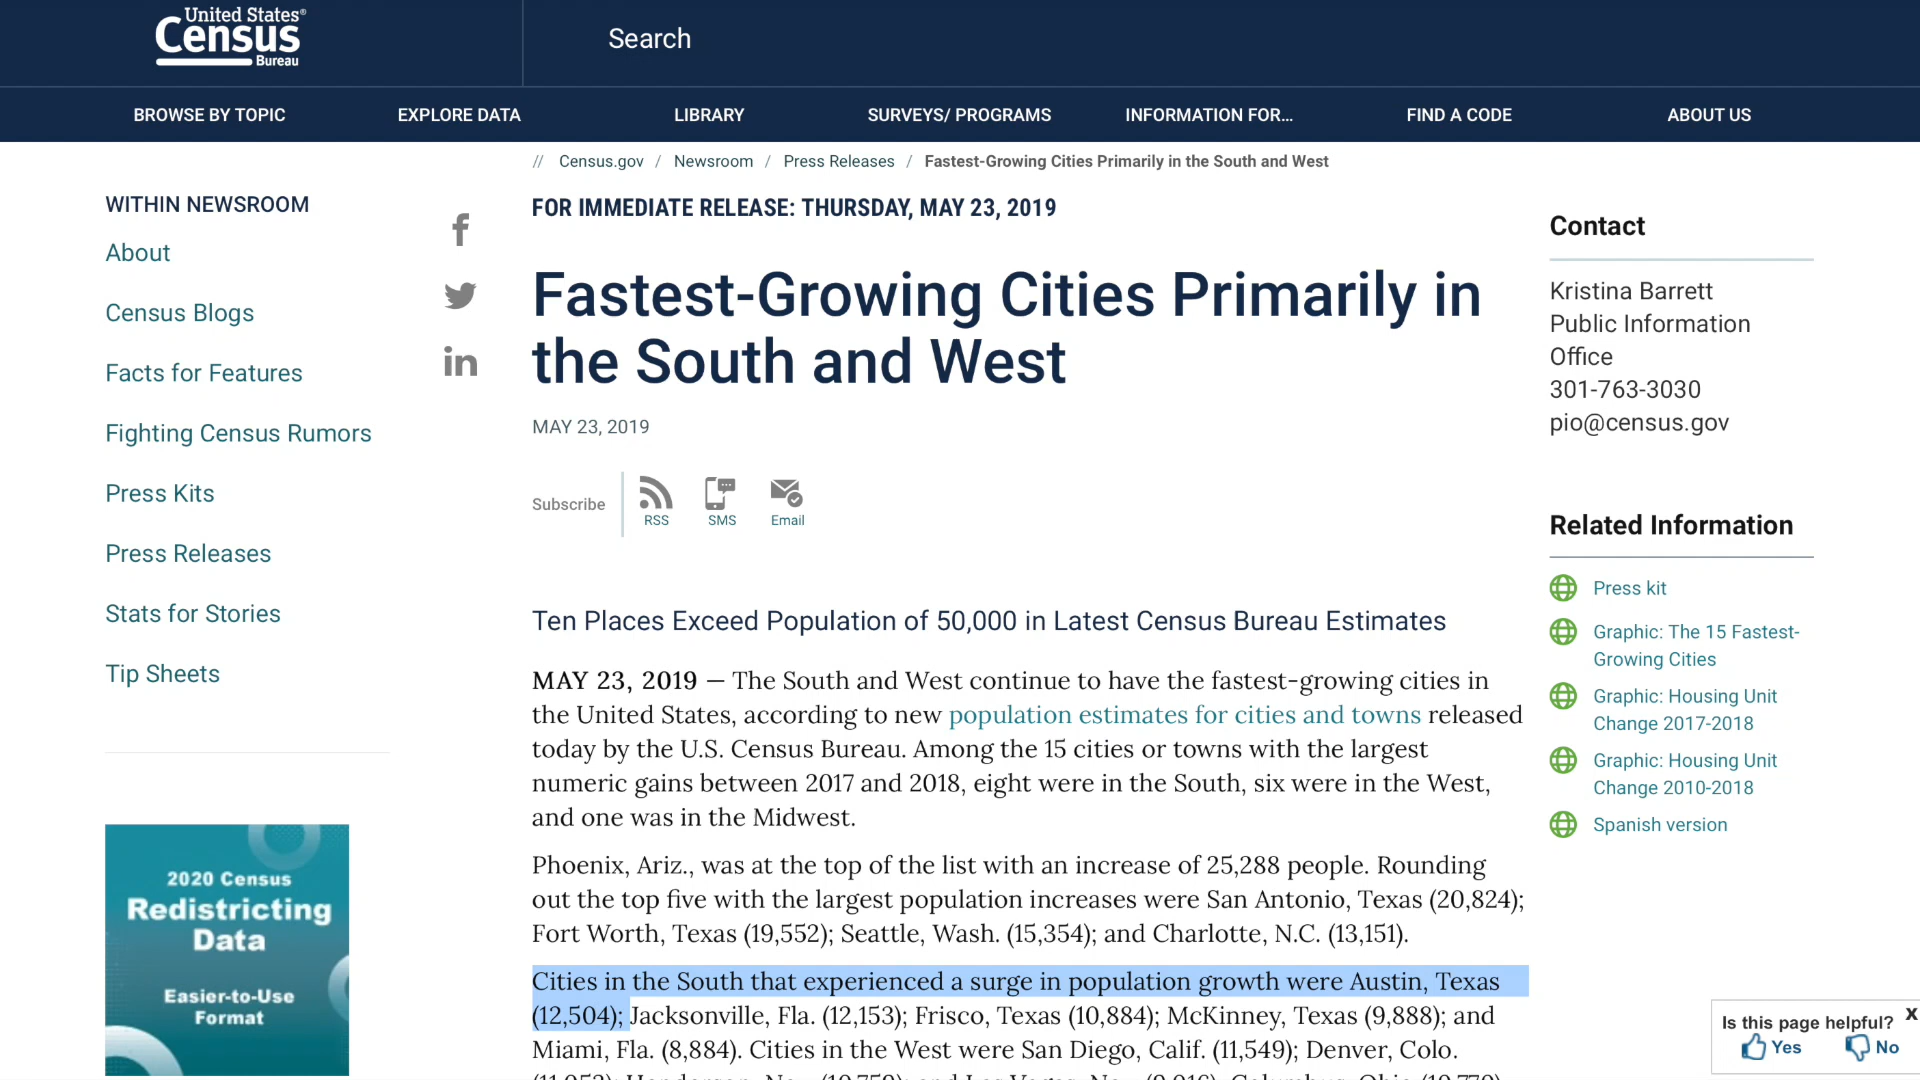 United States®
Census
Bureau
Search
BROWSE BY TOPIC
EXPLORE DATA
LIBRARY
SURVEYS/ PROGRAMS
INFORMATION FOR...
FIND A CODE
ABOUT US
// Census.gov / Newsroom / Press Releases / Fastest-Growing Cities Primarily in the South and West
WITHIN NEWSROOM
About
Census Blogs
Facts for Features
Fighting Census Rumors
Press Kits
Press Releases
Stats for Stories
Tip Sheets
2020 Census
Redistricting
Data
Easier-to-Use
Format
FOR IMMEDIATE RELEASE: THURSDAY, MAY 23, 2019
Fastest-Growing Cities Primarily in
the South and West
MAY 23, 2019
Subscribe
RSS
SMS
Email
Ten Places Exceed Population of 50,000 in Latest Census Bureau Estimates
MAY 23, 2019 — The South and West continue to have the fastest-growing cities in
the United States, according to new population estimates for cities and towns released
today by the U.S. Census Bureau. Among the 15 cities or towns with the largest
numeric gains between 2017 and 2018, eight were in the South, six were in the West,
and one was in the Midwest.
Phoenix, Ariz., was at the top of the list with an increase of 25,288 people. Rounding
out the top five with the largest population increases were San Antonio, Texas (20,824);
Fort Worth, Texas (19,552); Seattle, Wash. (15,354); and Charlotte, N.C. (13,151).
Cities in the South that experienced a surge in population growth were Austin, Texas
(12,504); Jacksonville, Fla. (12,153); Frisco, Texas (10,884); McKinney, Texas (9,888); and
Miami, Fla. (8,884). Cities in the West were San Diego, Calif. (11,549); Denver, Colo.
Contact
Kristina Barrett
Public Information
Office
301-763-3030
pio@census.gov
Related Information
Press kit
Graphic: The 15 Fastest-
Growing Cities
Graphic: Housing Unit
Change 2017-2018
Graphic: Housing Unit
Change 2010-2018
Spanish version
Is this page helpful? X
Yes No